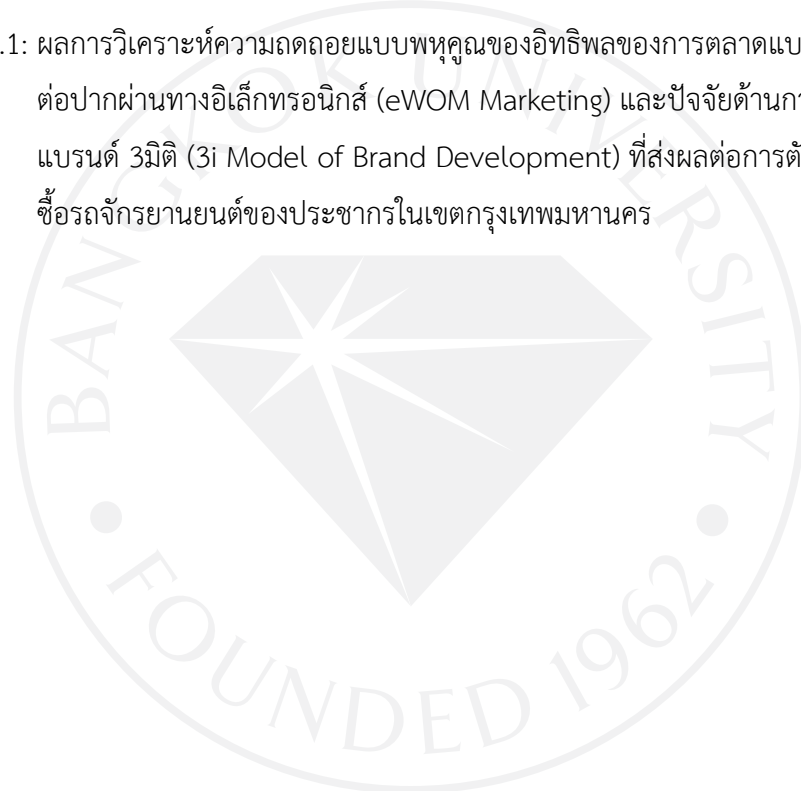 .1: ผลการวิเคราะห์ความถดถอยแบบพหุคูณของอิทธิพลของการตลาดแบ
ต่อปากผ่านทางอิเล็กทรอนิกส์ (eWOM Marketing) และปัจจัยด้านกา
แบรนด์ 3มิติ (3i Model of Brand Development) ที่ส่งผลต่อการตั
ซื้อรถจักรยานยนต์ของประชากรในเขตกรุงเทพมหานคร
BANGKOK UNIVERSITY
FOUNDED 1962